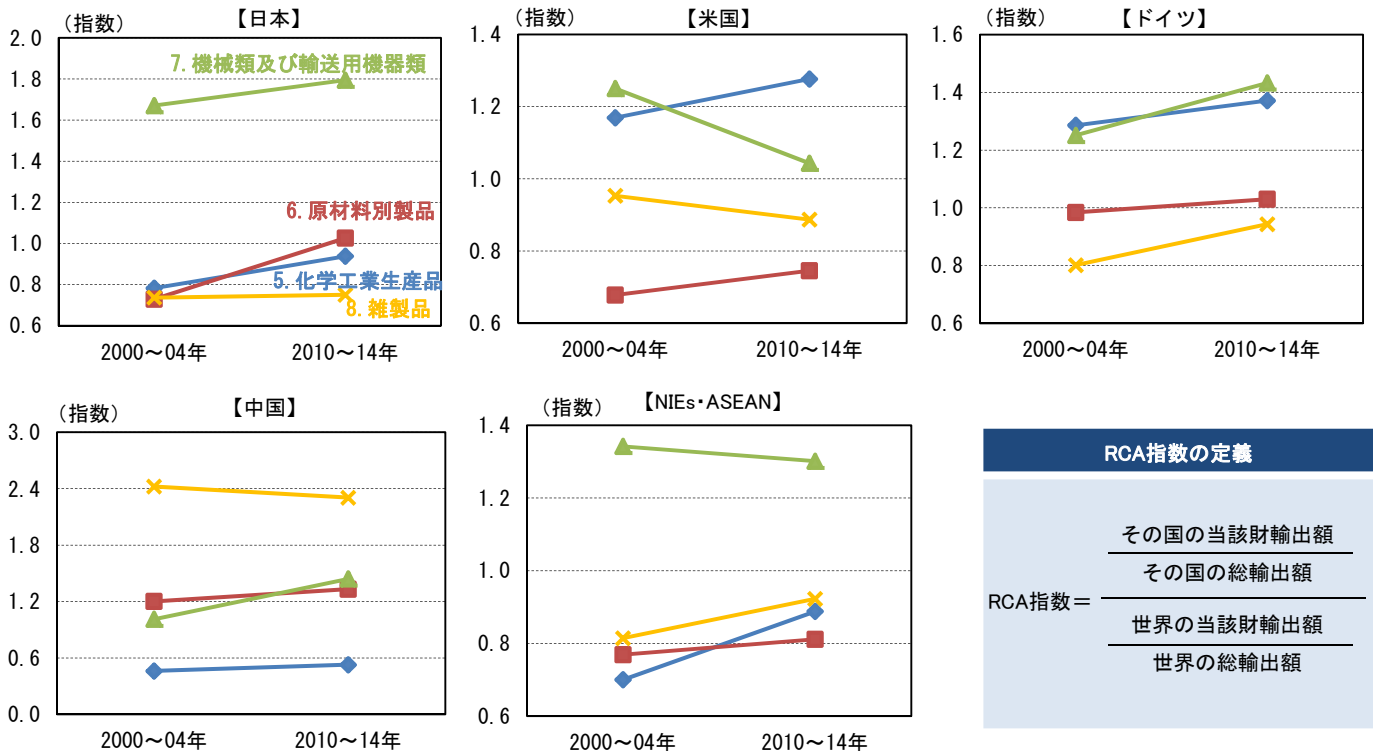 【日本】
(指数)
2.0
1.8
1.6
1.4
1.2
1.0
0.8
0.6
7.機械類及び輸送用機器類
6.原材料別製品
5.化学工業生産品
8.雑製品
2000～04年
2010～14年
【米国】
(指数)
1.4
1.2
1.0
0.8
0.6
2000～04年
2010～14年
【ドイツ】
(指数)
1.6
1.4
1.2
1.0
0.8
0.6
2000～04年
2010～14年
【中国】
(指数)
3.0
2.4
1.8
1.2
0.6
0.0
2000～04年
2010～14年
【NIEs・ASEAN】
(指数)
1.4
1.2
1.0
0.8
0.6
2000～04年
2010～14年
RCA指数の定義
RCA指数＝
その国の当該財輸出額
その国の総輸出額
世界の当該財輸出額
世界の総輸出額